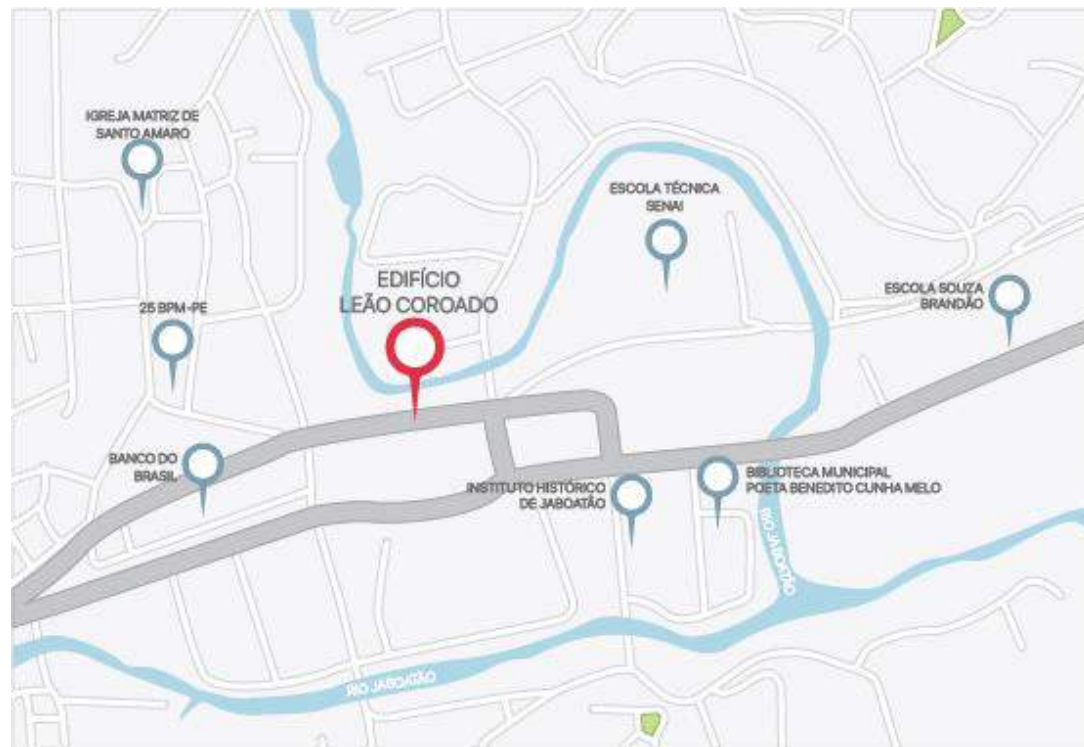 IGREJA MATRIZ DE
SANTO AMARO
ESCOLA TÉCNICA
SENAI
EDIFÍCIO
LEÃO COROADO
ESCOLA SOUZA
BRANDÃO
25 BPM-PE
BANCO DO
BRASIL
INSTITUTO HISTÓRICO
DE JABOATÃO
BIBLIOTECA MUNICIPAL
POETA BENEDITO CUNHA MELO
RIO JABOATÃO
RIO JABOATÃO